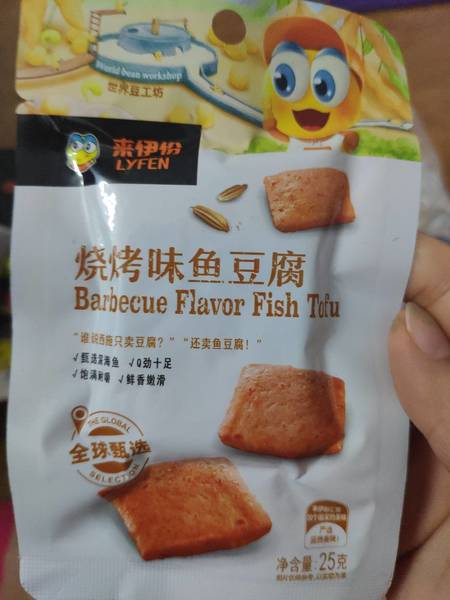 World bean workshop
世界豆工坊
来伊份
LYFEN
烧烤味鱼豆腐
Barbecue Flavor Fish Tofu
“谁说西施只卖豆腐？” “还卖鱼豆腐！”
√甄选深海鱼 √Q劲十足
√饱满耐嚼 √鲜香嫩滑
THE GLOBAL
全球甄选
SELECTION
净含量:25克